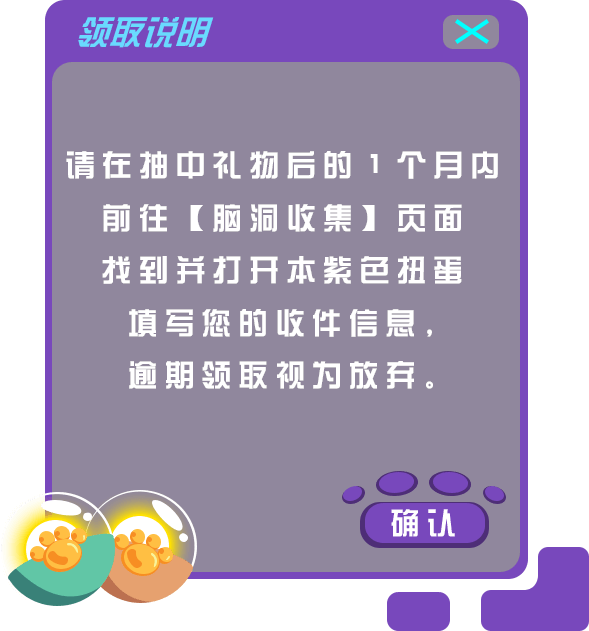 领取说明
请在抽中礼物后的1个月内
前往【脑洞收集】页面
找到并打开本紫色扭蛋
填写您的收件信息，
逾期领取视为放弃。
确认